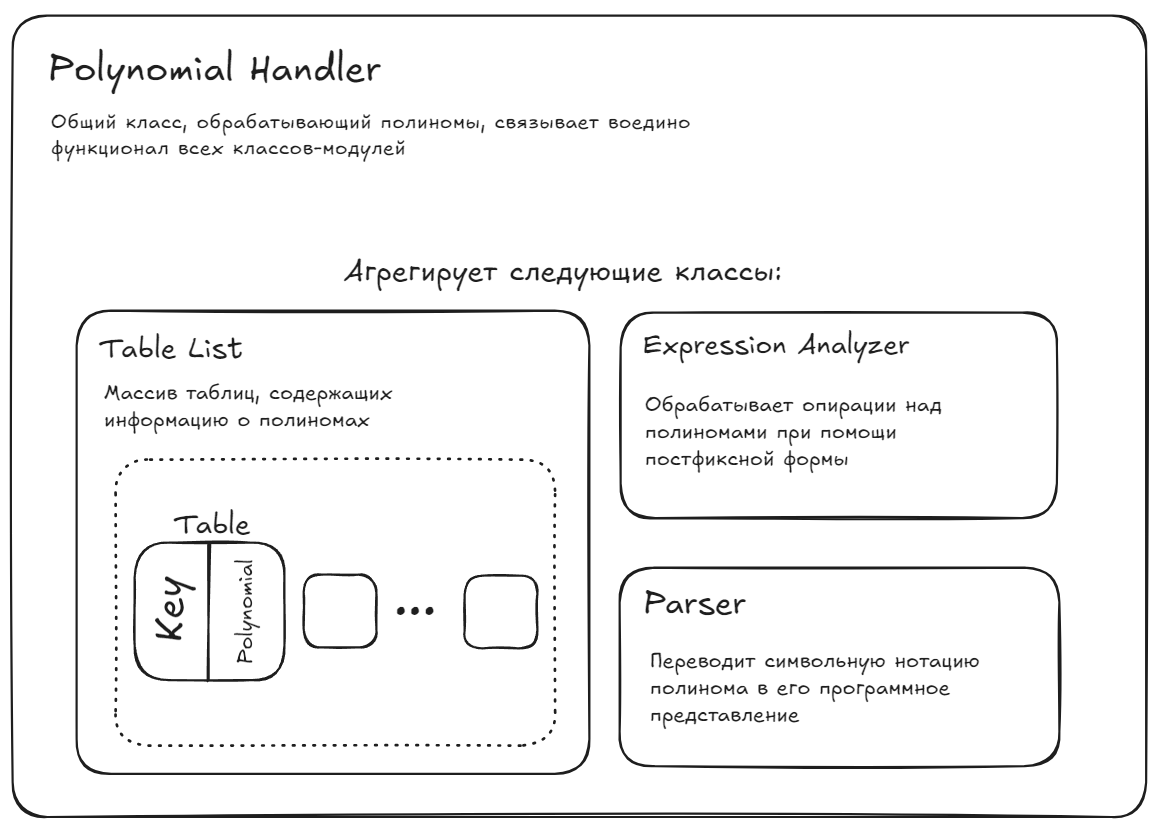 Polynomial Handler
Общий класс, обрабатывающий полиномы, связывает воедино
функционал всех классов-модулей
Агрегирует следующие классы:
Table List
Массив таблиц, содержащих
информацию о полиномах
Table
Key
Polynomial
Expression Analyzer
Обрабатывает опирации над
полиномами при помощи
постфиксной формы
Parser
Переводит символьную нотацию
полинома в его программное
представление